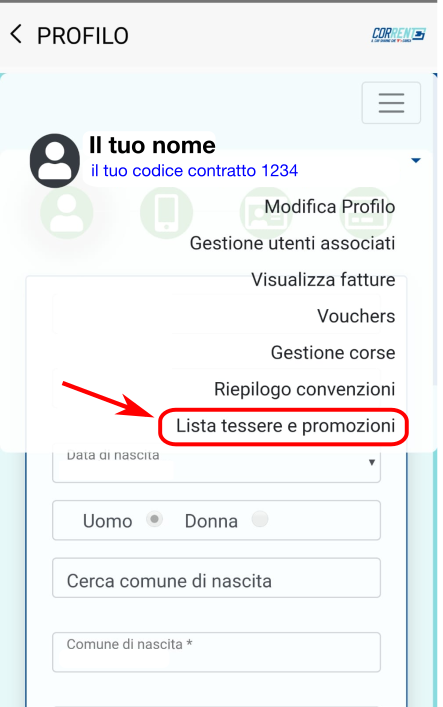 PROFILO
CORRENTE
Il tuo nome
il tuo codice contratto 1234
Modifica Profilo
Gestione utenti associati
Visualizza fatture
Vouchers
Gestione corse
Riepilogo convenzioni
Lista tessere e promozioni
Data di nascita
Uomo
Donna
Cerca comune di nascita
Comune di nascita *